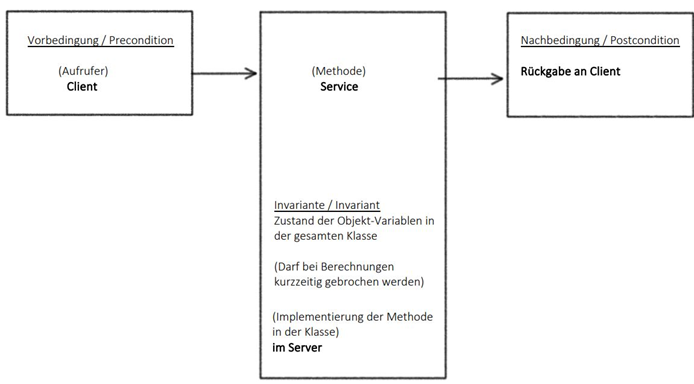 Vorbedingung / Precondition
(Aufrufer)
Client
(Methode)
Service
Invariante / Invariant
Zustand der Objekt-Variablen in
der gesamten Klasse
(Darf bei Berechnungen
kurzzeitig gebrochen werden)
(Implementierung der Methode
in der Klasse)
im Server
Nachbedingung / Postcondition
Rückgabe an Client